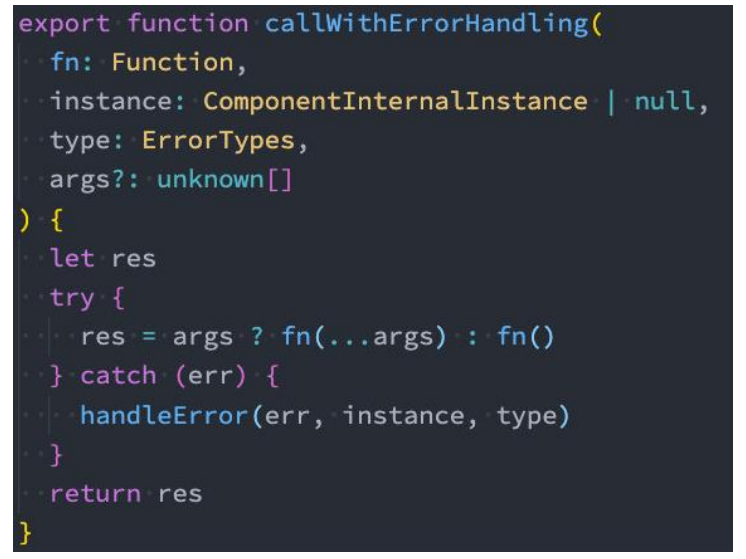 export function callWithErrorHandling(
  fn: Function,
  instance: ComponentInternalInstance | null,
  type: ErrorTypes,
  args?: unknown[]
) {
  let res
  try {
    res = args ? fn(...args) : fn()
  } catch (err) {
    handleError(err, instance, type)
  }
  return res
}